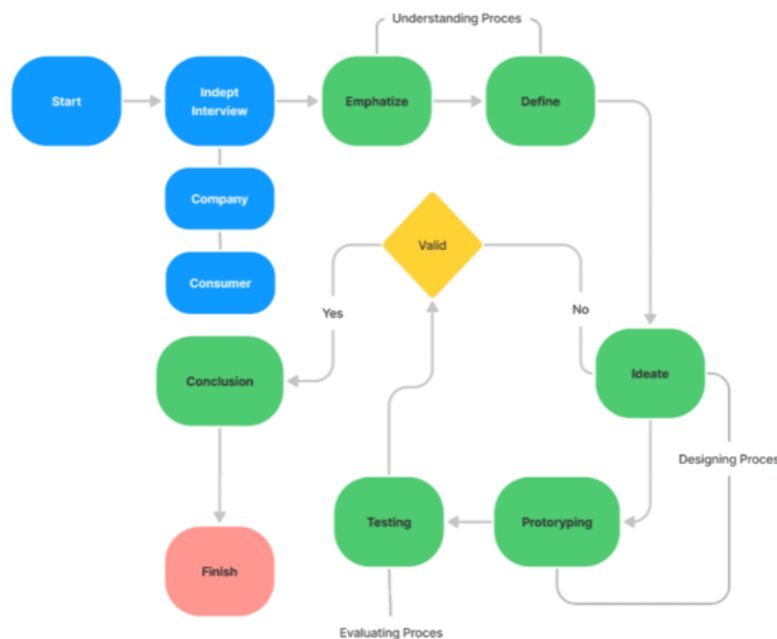 Understanding Proces
Start
Indept
Interview
Emphatize
Define
Company
Consumer
Valid
Yes
No
Conclusion
Ideate
Designing Proces
Testing
Protoryping
Finish
Evaluating Proces